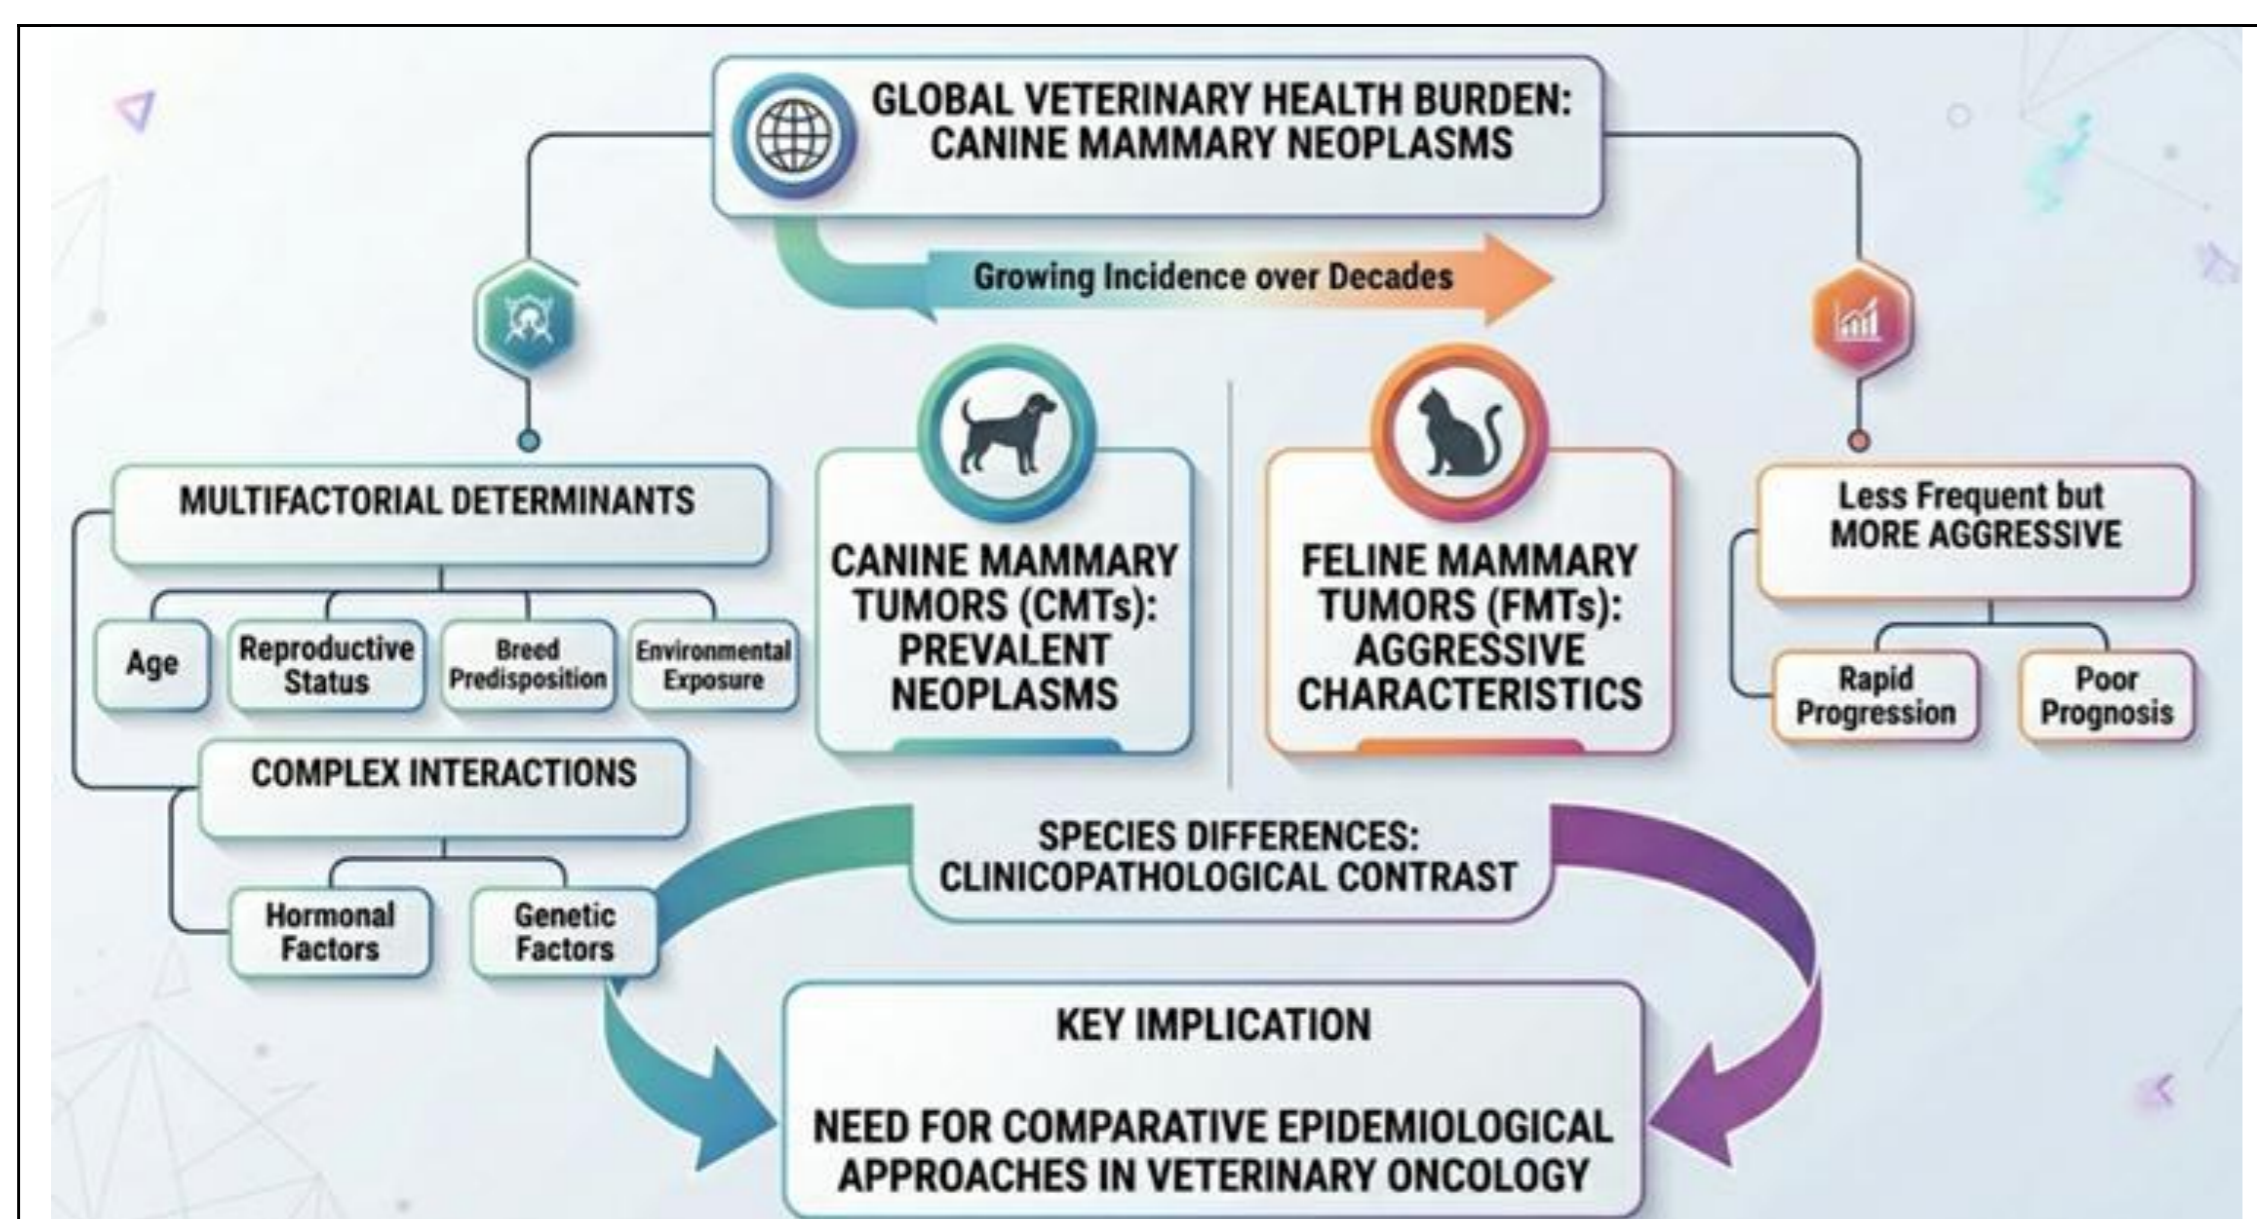 GLOBAL VETERINARY HEALTH BURDEN:
CANINE MAMMARY NEOPLASMS
Growing Incidence over Decades
MULTIFACTORIAL DETERMINANTS
Age
Reproductive
Status
Breed
Predisposition
Environmental
Exposure
COMPLEX INTERACTIONS
Hormonal
Factors
Genetic
Factors
CANINE MAMMARY
TUMORS (CMTs):
PREVALENT
NEOPLASMS
FELINE MAMMARY
TUMORS (FMTs):
AGGRESSIVE
CHARACTERISTICS
Less Frequent but
MORE AGGRESSIVE
Rapid
Progression
Poor
Prognosis
SPECIES DIFFERENCES:
CLINICOPATHOLOGICAL CONTRAST
KEY IMPLICATION
NEED FOR COMPARATIVE EPIDEMIOLOGICAL
APPROACHES IN VETERINARY ONCOLOGY